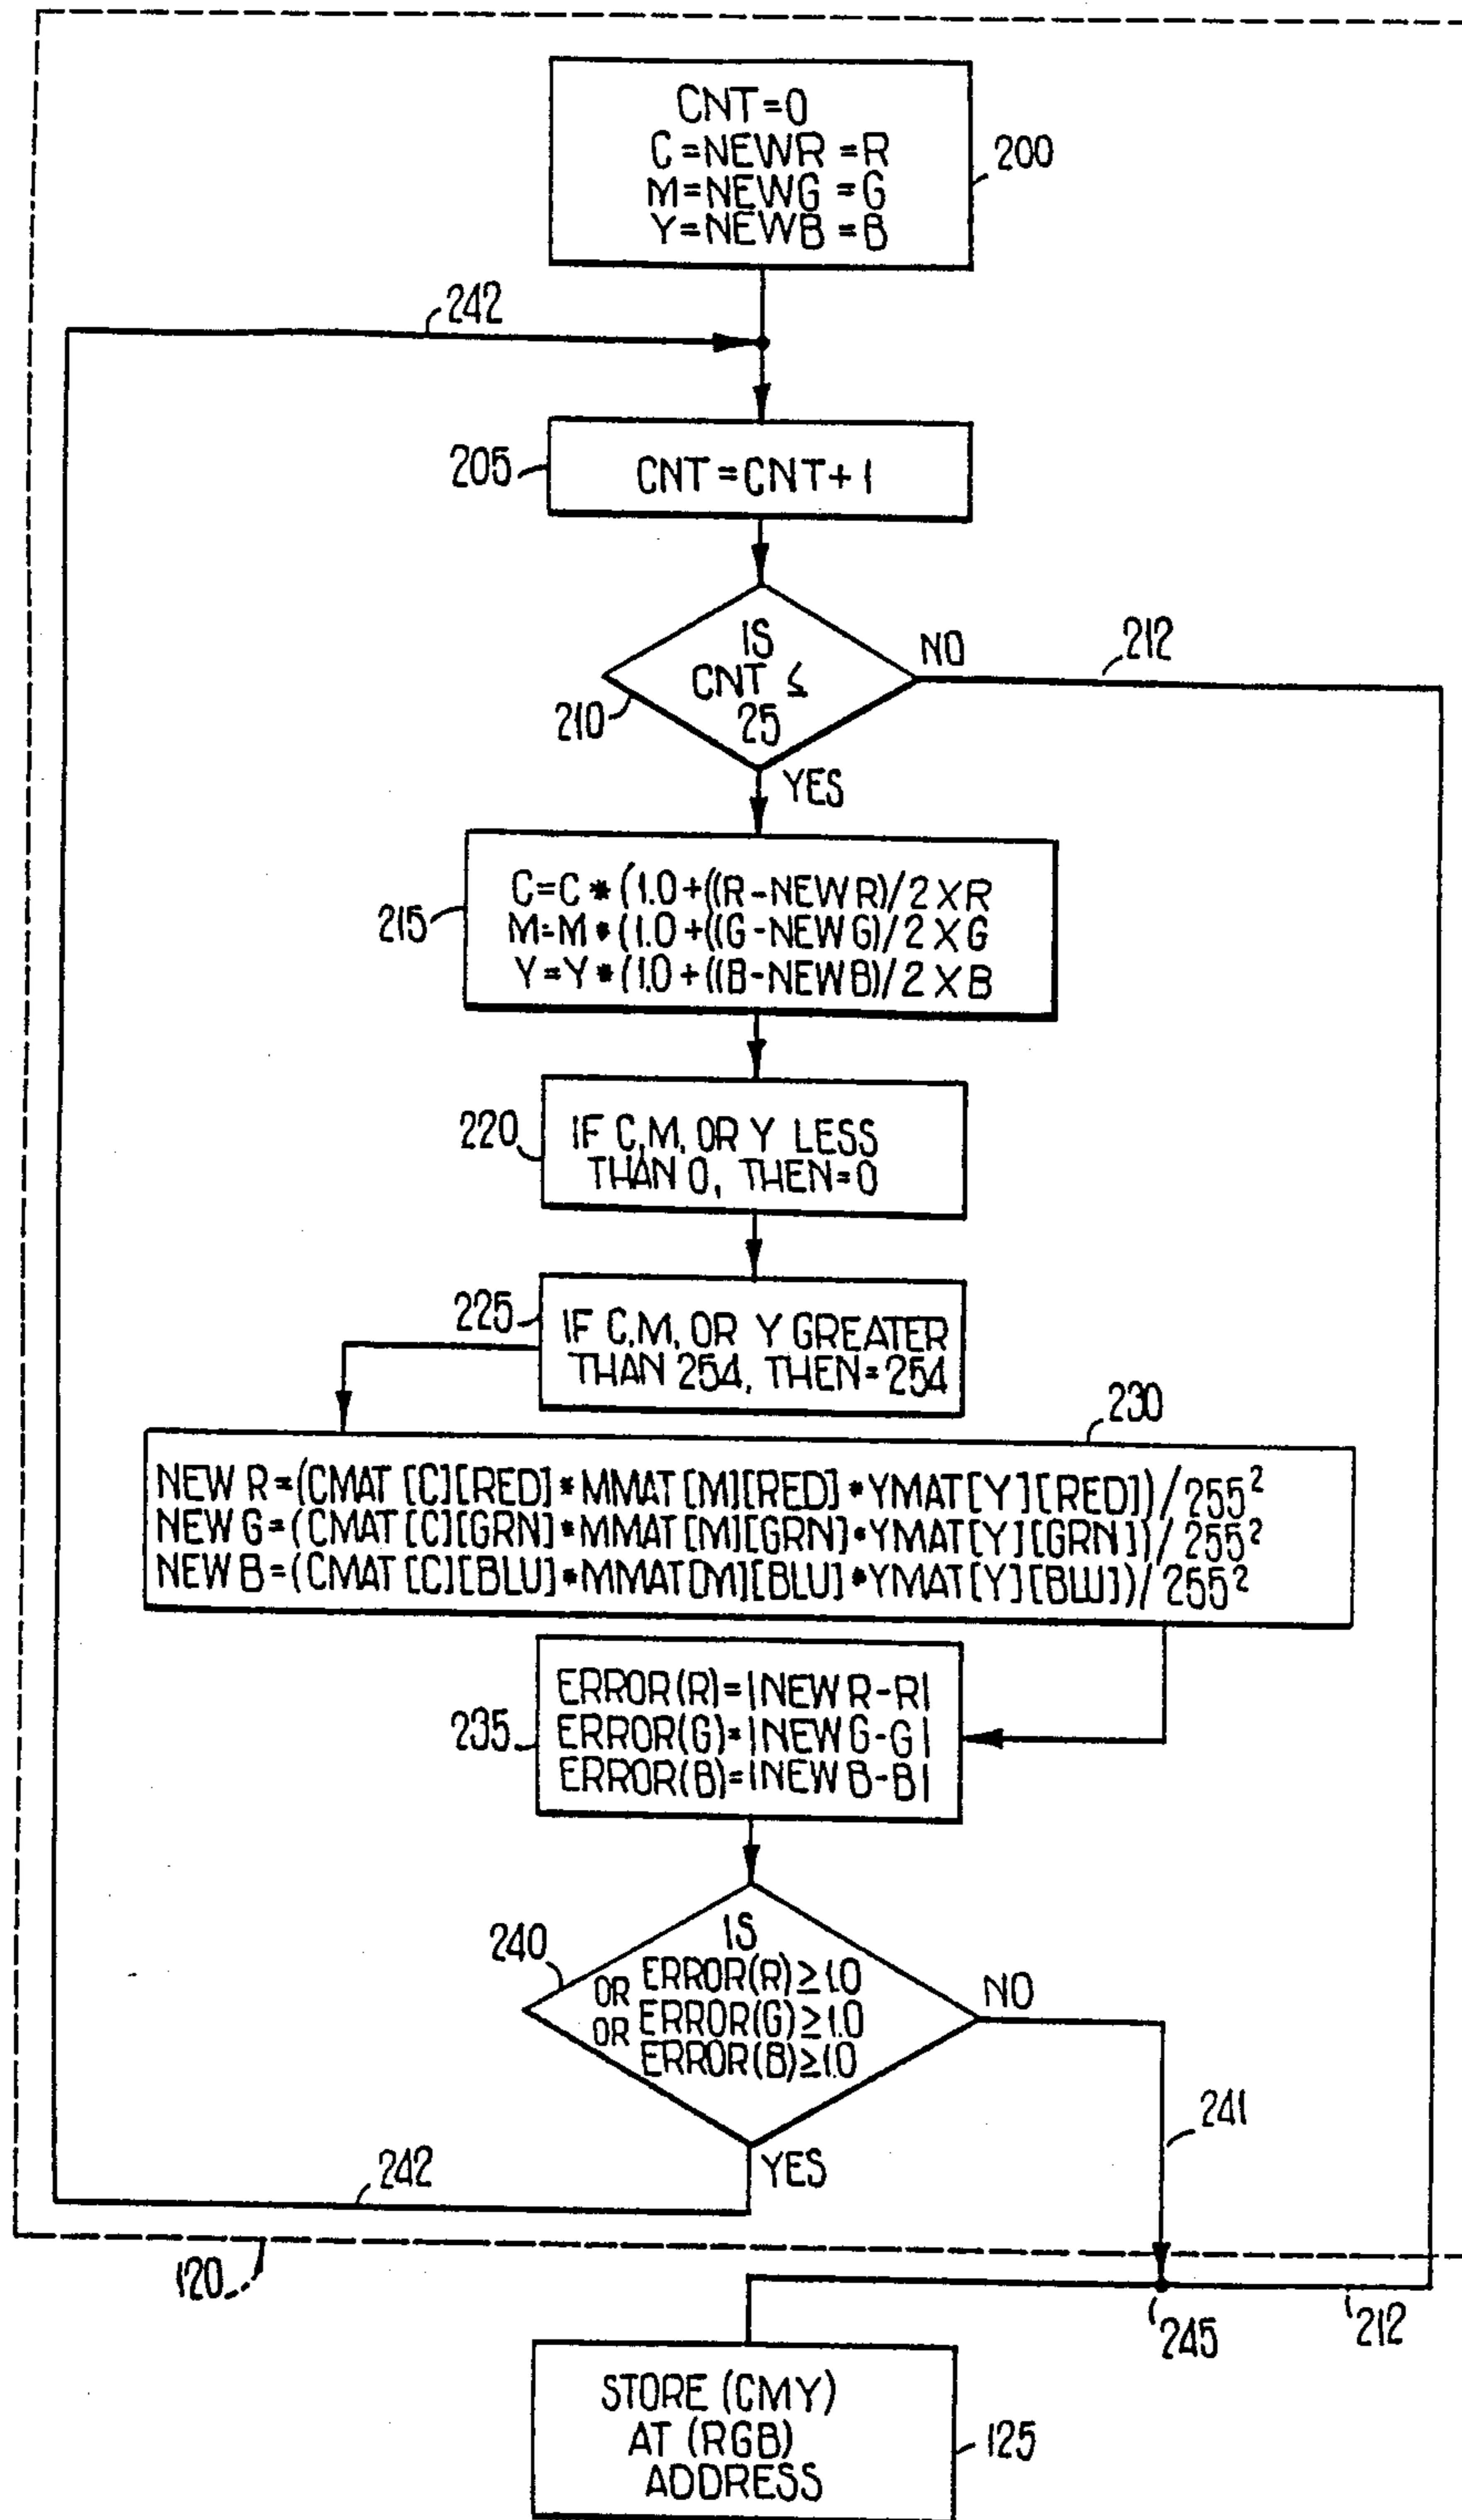 CNT=0
C=NEWR=R
M=NEWG=G
Y=NEWB=B
200
242
205
CNT=CNT+1
IS
CNT ≤
25
NO
212
210
YES
C=C*(1.0+((R-NEWR)/2XR
M=M*(1.0+((G-NEWG)/2XG
Y=Y*(1.0+((B-NEWB)/2XB
215
220
IF C,M, OR Y LESS
THAN 0, THEN=0
225
IF C,M, OR Y GREATER
THAN 254, THEN=254
230
NEW R=(CMAT [C][RED]*MMAT [M][RED]*YMAT[Y][RED])/255²
NEW G=(CMAT [C][GRN]*MMAT [M][GRN]*YMAT[Y][GRN])/255²
NEW B=(CMAT [C][BLU]*MMAT[M][BLU]*YMAT[Y][BLU])/255²
ERROR(R)=|NEW R-R|
ERROR(G)=|NEW G-G|
ERROR(B)=|NEW B-B|
235
240
IS
ERROR(R)≥1.0
OR ERROR(G)≥1.0
OR ERROR(B)≥1.0
NO
241
YES
242
120
245
212
STORE (CMY)
AT (RGB)
ADDRESS
125